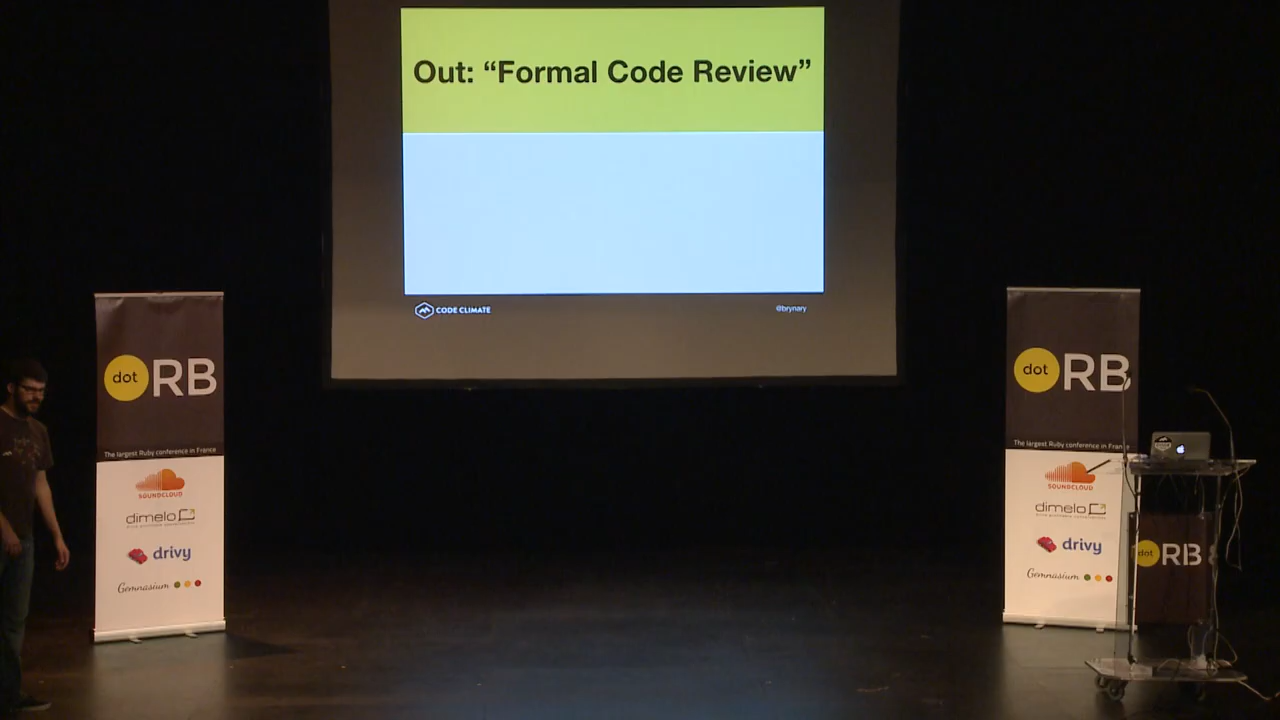 Out: “Formal Code Review”
CODE CLIMATE
@brynary
dot RB
The largest Ruby conference in France
SOUNDCLOUD
dimelo
drivy
Gemnasium
dot RB
The largest Ruby conference in France
SOUNDCLOUD
dimelo
drivy
Gemnasium
dot RB